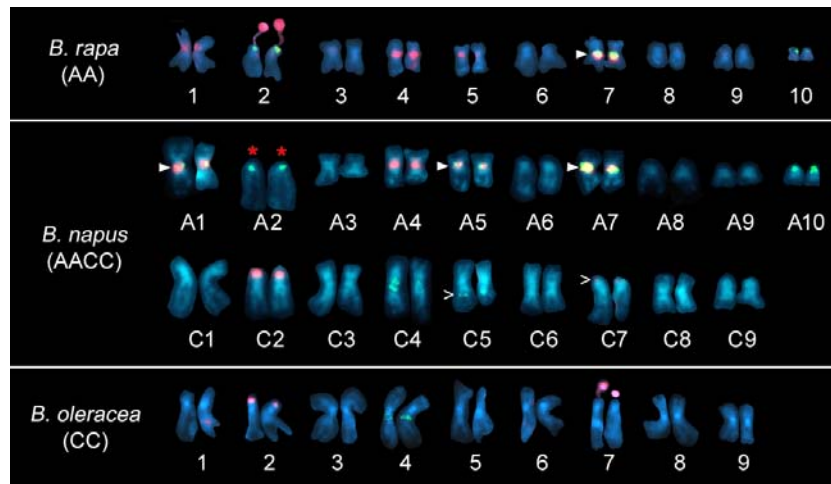 B. rapa
(AA)
1 2 3 4 5 6 7 8 9 10
B. napus
(AACC)
* *
A1 A2 A3 A4 A5 A6 A7 A8 A9 A10
> >
C1 C2 C3 C4 C5 C6 C7 C8 C9
B. oleracea
(CC)
1 2 3 4 5 6 7 8 9